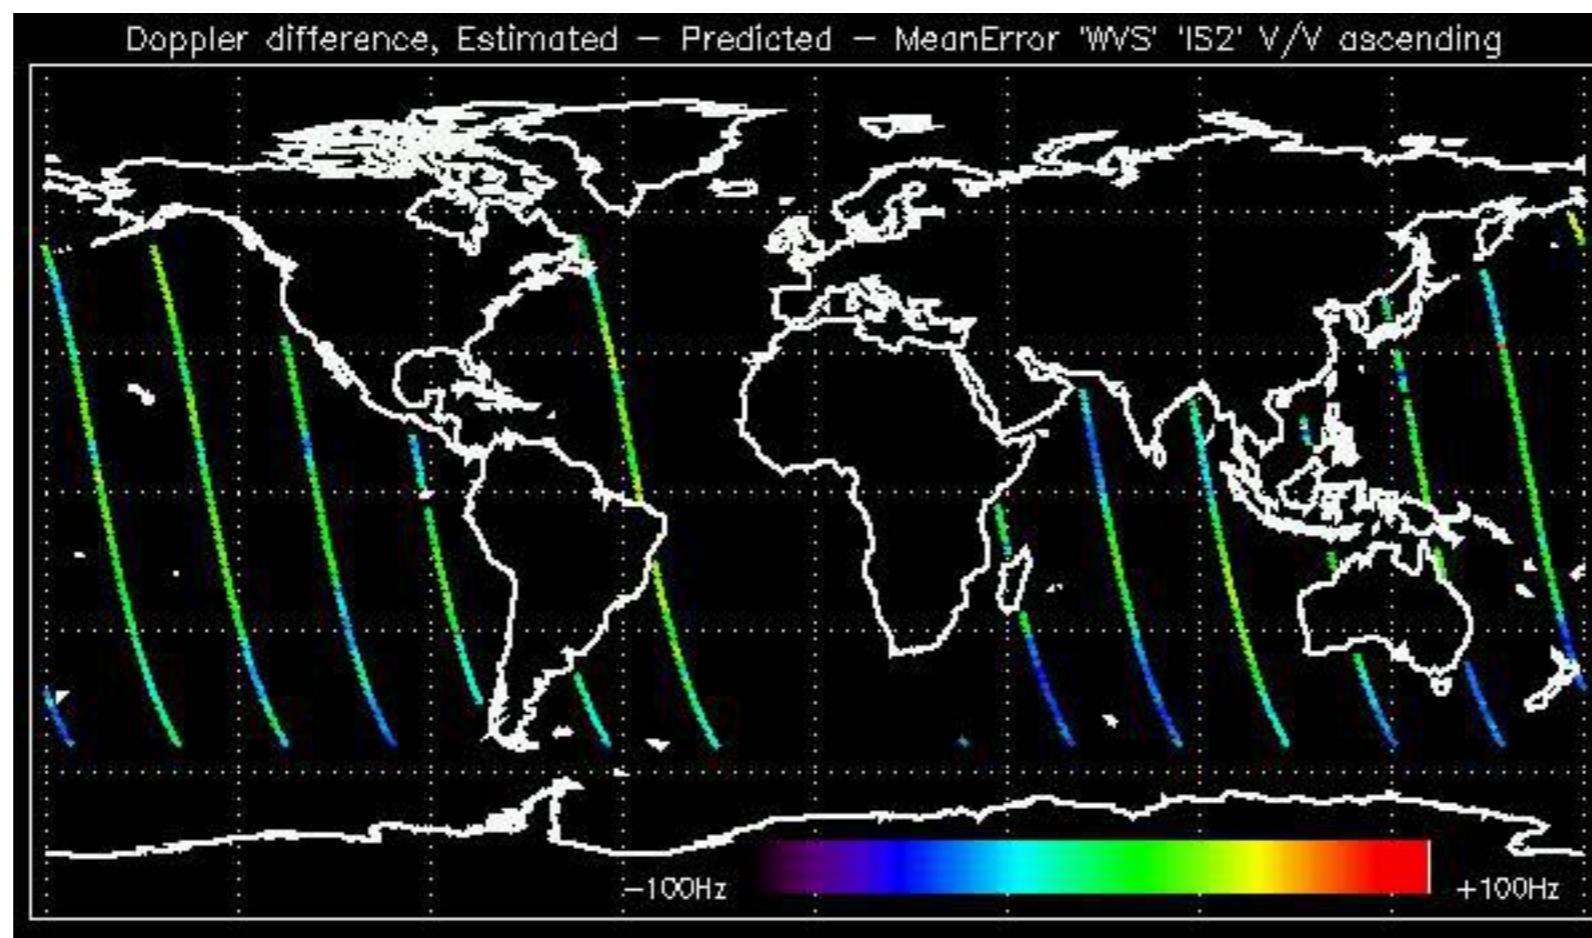 Doppler difference, Estimated – Predicted – MeanError 'WVS' 'IS2' V/V ascending
–100Hz
+100Hz